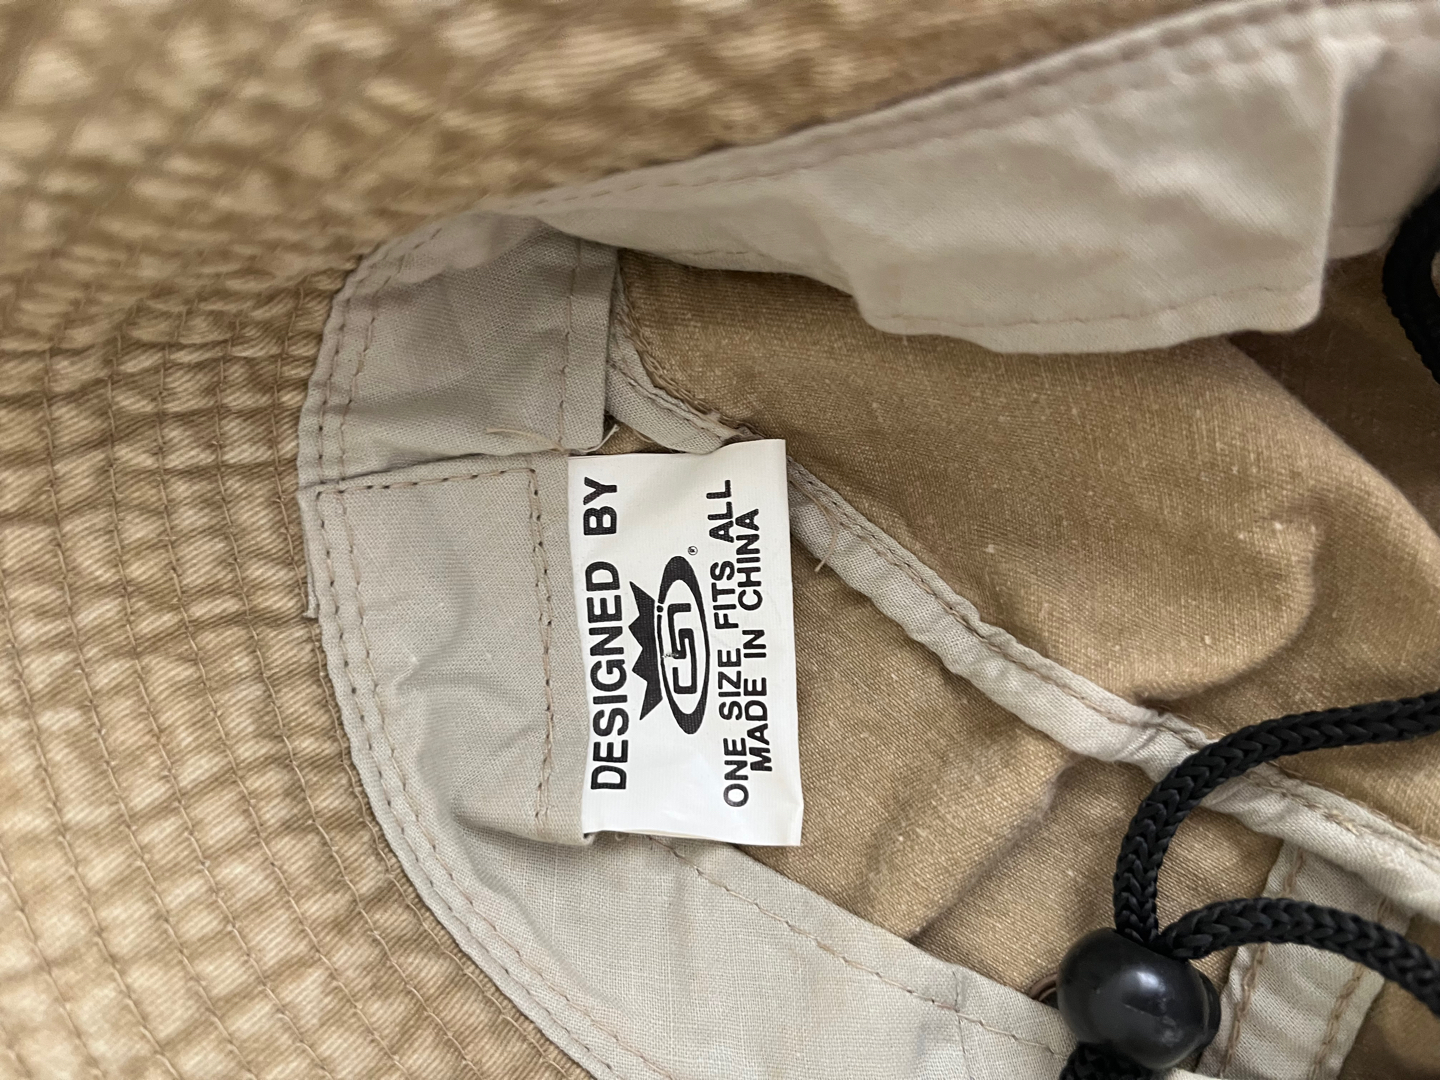 DESIGNED BY
®
ONE SIZE FITS ALL
MADE IN CHINA